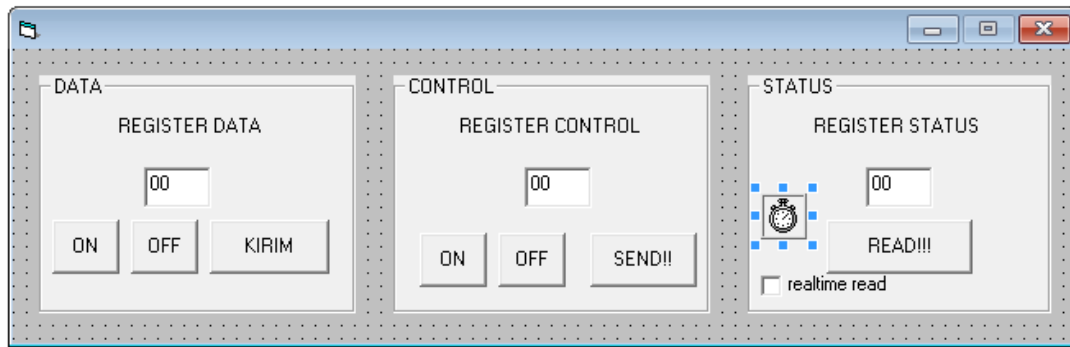 DATA
REGISTER DATA
00
ON OFF KIRIM
CONTROL
REGISTER CONTROL
00
ON OFF SEND!!
STATUS
REGISTER STATUS
00
READ!!!
realtime read